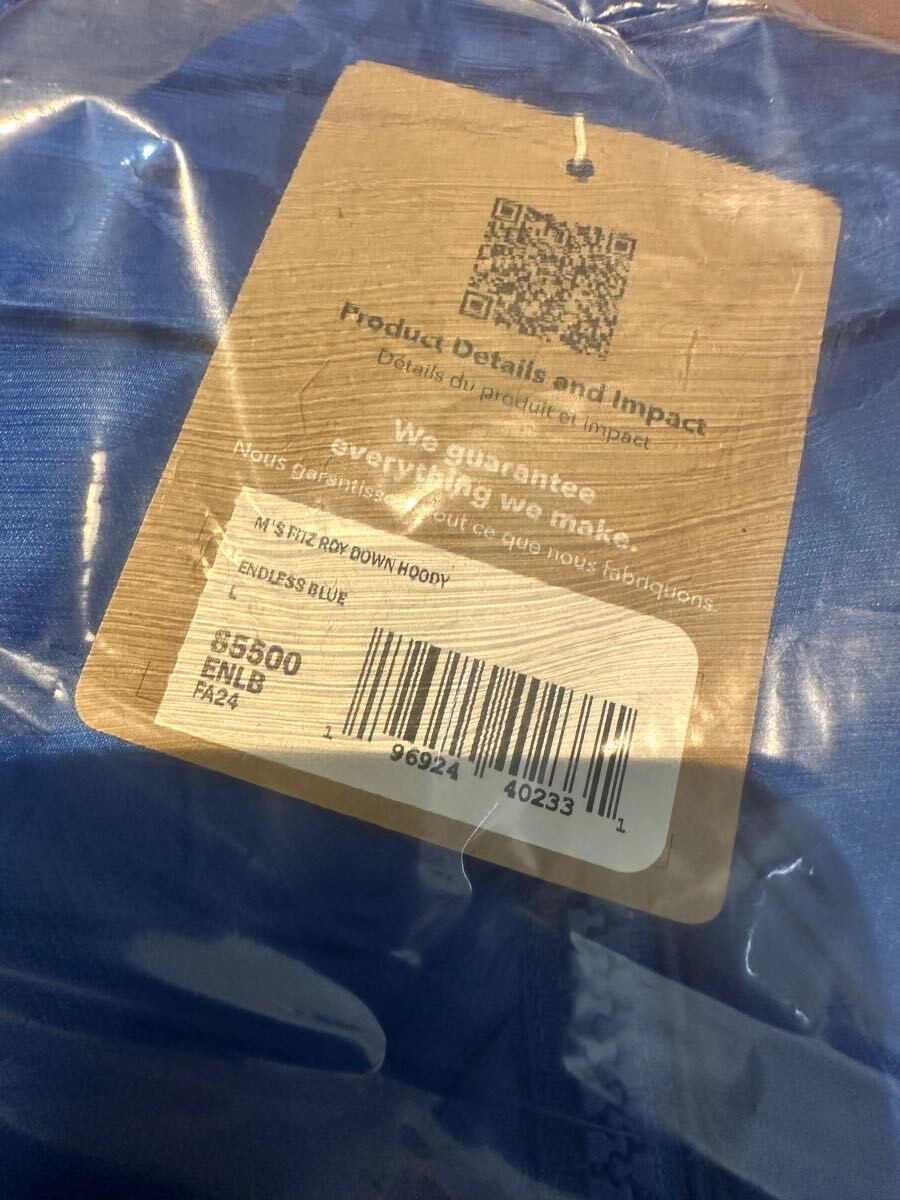 Product Details and Impact
Détails du produit et impact
We guarantee
everything we make.
Nous garantissons tout ce que nous fabriquons.
M'S FITZ ROY DOWN HOODY
ENDLESS BLUE
L
85500
ENLB
FA24
1 96924 40233 1